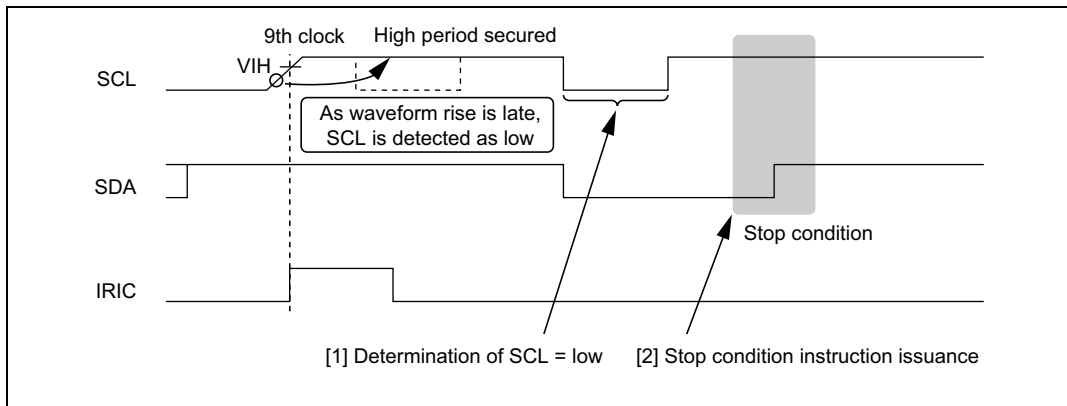 9th clock
High period secured
VIH
SCL
As waveform rise is late,
SCL is detected as low
SDA
Stop condition
IRIC
[1] Determination of SCL = low
[2] Stop condition instruction issuance